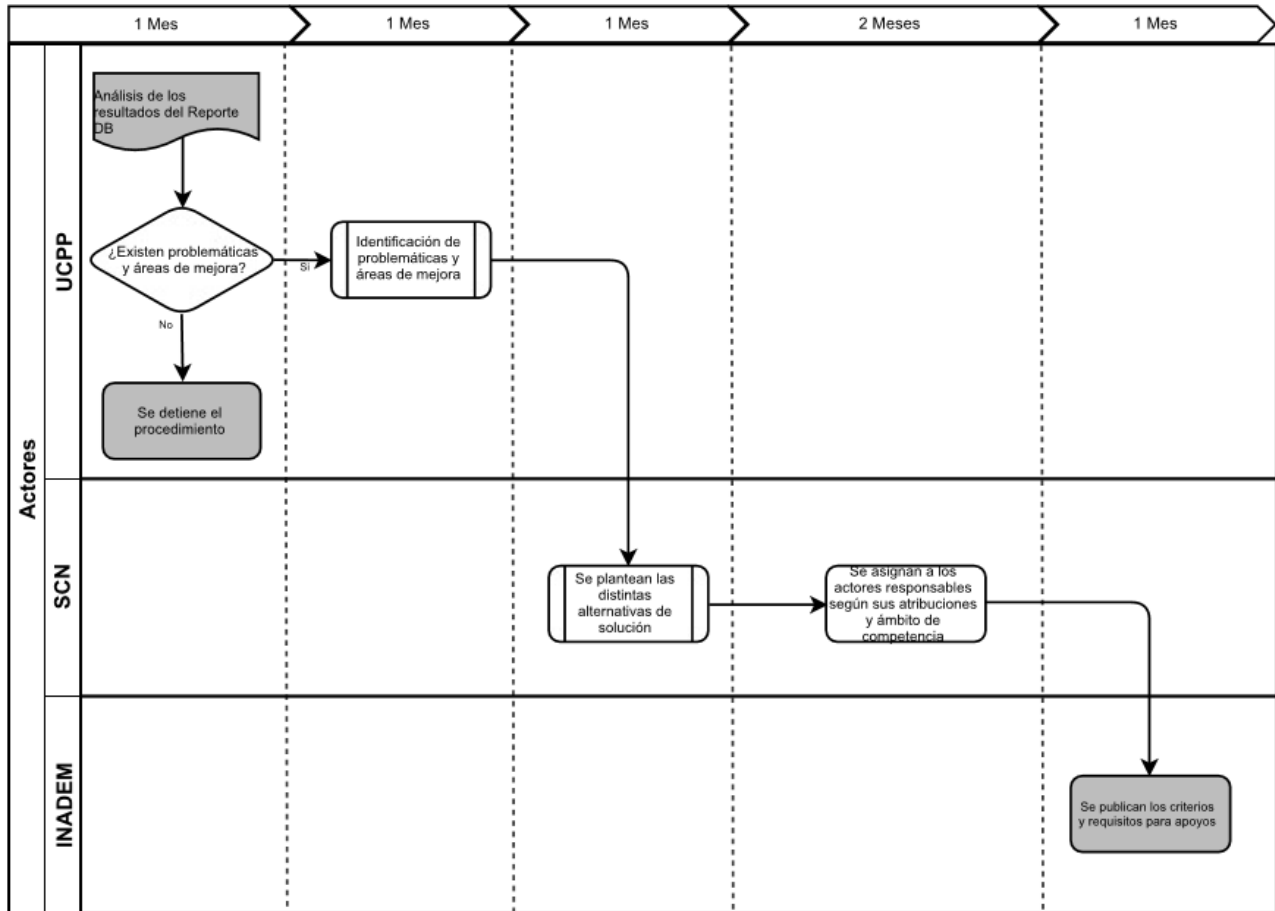 1 Mes
1 Mes
1 Mes
2 Meses
1 Mes
Actores
UCPP
Análisis de los
resultados del Reporte
DB
¿Existen problemáticas
y áreas de mejora?
Si
No
Se detiene el
procedimiento
Identificación de
problemáticas y
áreas de mejora
SCN
Se plantean las
distintas
alternativas de
solución
Se asignan a los
actores responsables
según sus atribuciones
y ámbito de
competencia
INADEM
Se publican los criterios
y requisitos para apoyos